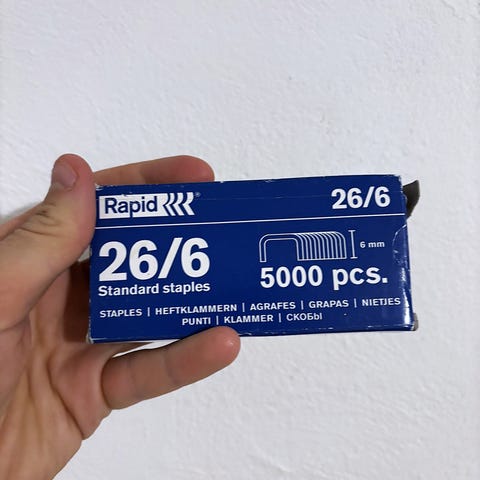 Rapid®
26/6
26/6
Standard staples
6 mm
5000 pcs.
STAPLES | HEFTKLAMMERN | AGRAFES | GRAPAS | NIETJES
PUNTI | KLAMMER | СКОБЫ